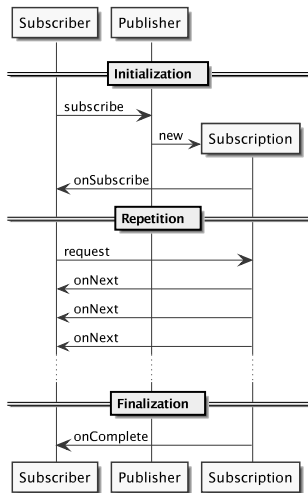 Subscriber Publisher
Initialization
subscribe
new
Subscription
onSubscribe
Repetition
request
onNext
onNext
onNext
Finalization
onComplete
Subscriber Publisher Subscription